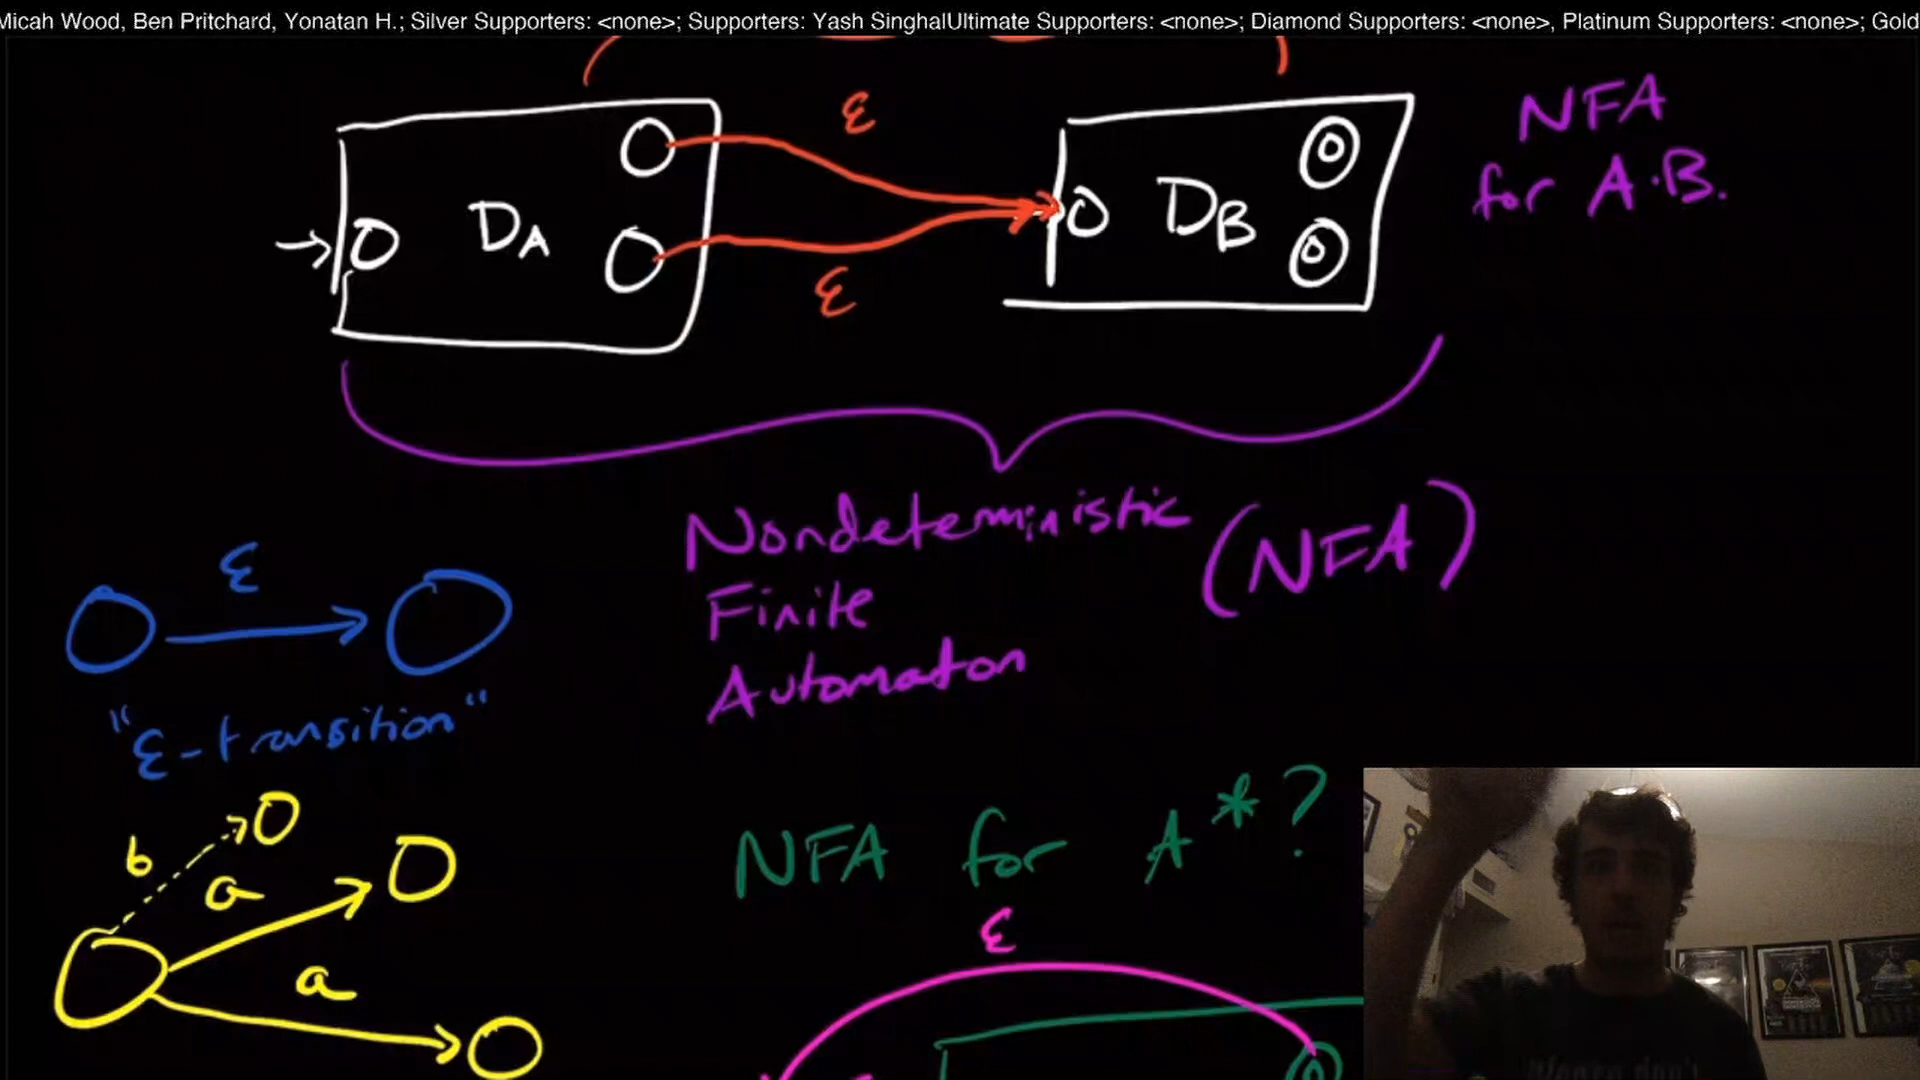 Micah Wood, Ben Pritchard, Yonatan H.; Silver Supporters: <none>; Supporters: Yash SinghalUltimate Supporters: <none>; Diamond Supporters: <none>, Platinum Supporters: <none>; Gold
ε
NFA
for A·B.
DA
DB
ε
Nondeterministic (NFA)
Finite
Automaton
ε
"ε-transition"
NFA for A*?
b
a
a
ε